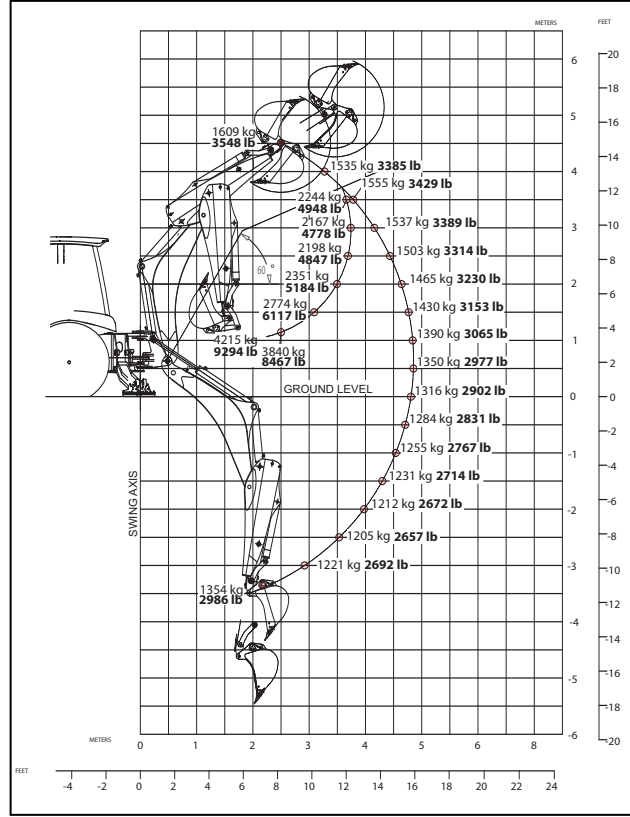 METERS
FEET
20
6
18
16
5
1609 kg
3548 lb
14
1535 kg 3385 lb
1555 kg 3429 lb
12
2244 kg
4948 lb
2167 kg
4778 lb
3
1537 kg 3389 lb
10
2198 kg
4847 lb
1503 kg 3314 lb
8
60 °
2351 kg
5184 lb
2
1465 kg 3230 lb
6
2774 kg
6117 lb
1430 kg 3153 lb
4
4215 kg
9294 lb
3840 kg
8467 lb
1
1390 kg 3065 lb
2
1350 kg 2977 lb
GROUND LEVEL
0
0
1316 kg 2902 lb
1284 kg 2831 lb
-2
-1
1255 kg 2767 lb
-4
1231 kg 2714 lb
-6
-2
1212 kg 2672 lb
-8
1205 kg 2657 lb
SWING AXIS
-3
1221 kg 2692 lb
-10
1354 kg
2986 lb
-12
-4
-14
-5
-16
-18
-6
-20
METERS
0 1 2 3 4 5 6 7 8
FEET
-4 -2 0 2 4 6 8 10 12 14 16 18 20 22 24